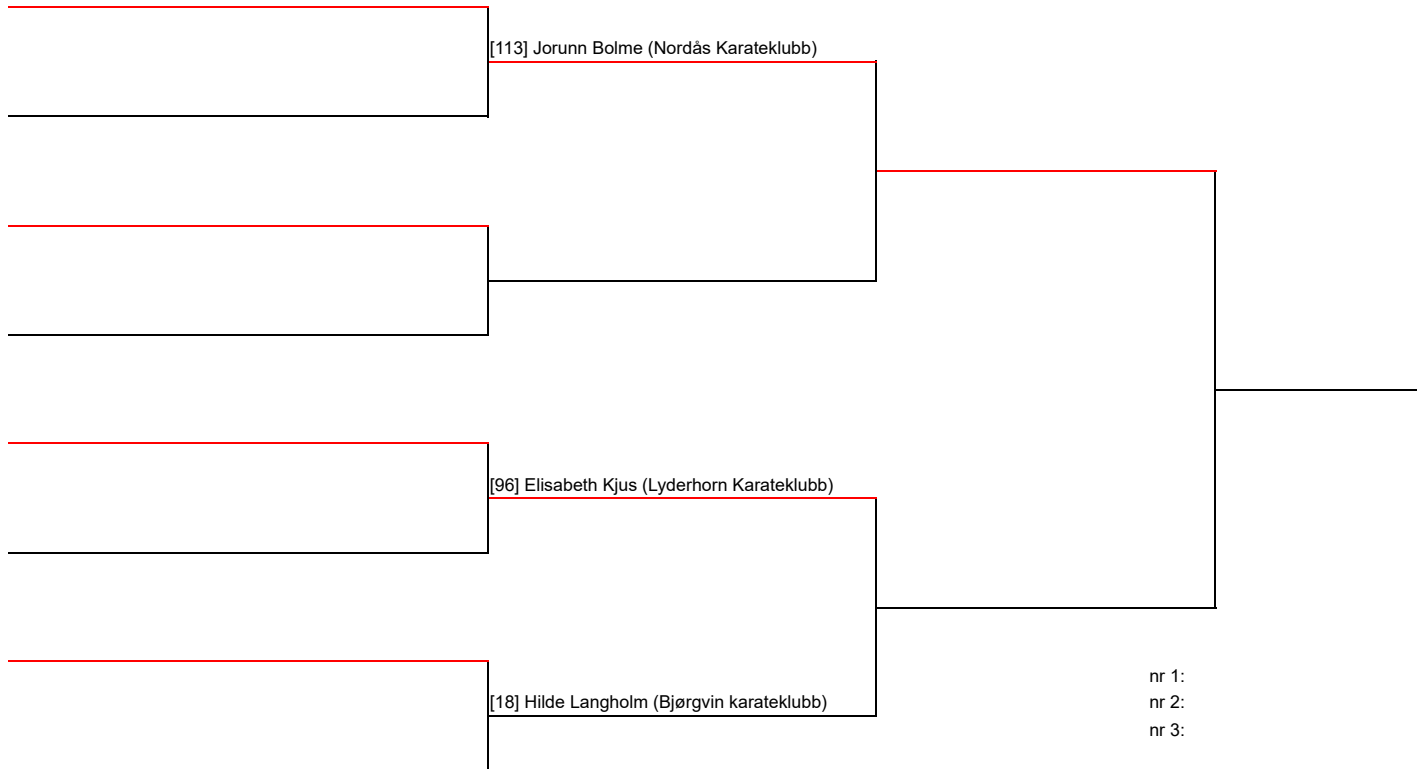 [113] Jorunn Bolme (Nordås Karateklubb)
[96] Elisabeth Kjus (Lyderhorn Karateklubb)
[18] Hilde Langholm (Bjørgvin karateklubb)
nr 1:
nr 2:
nr 3: